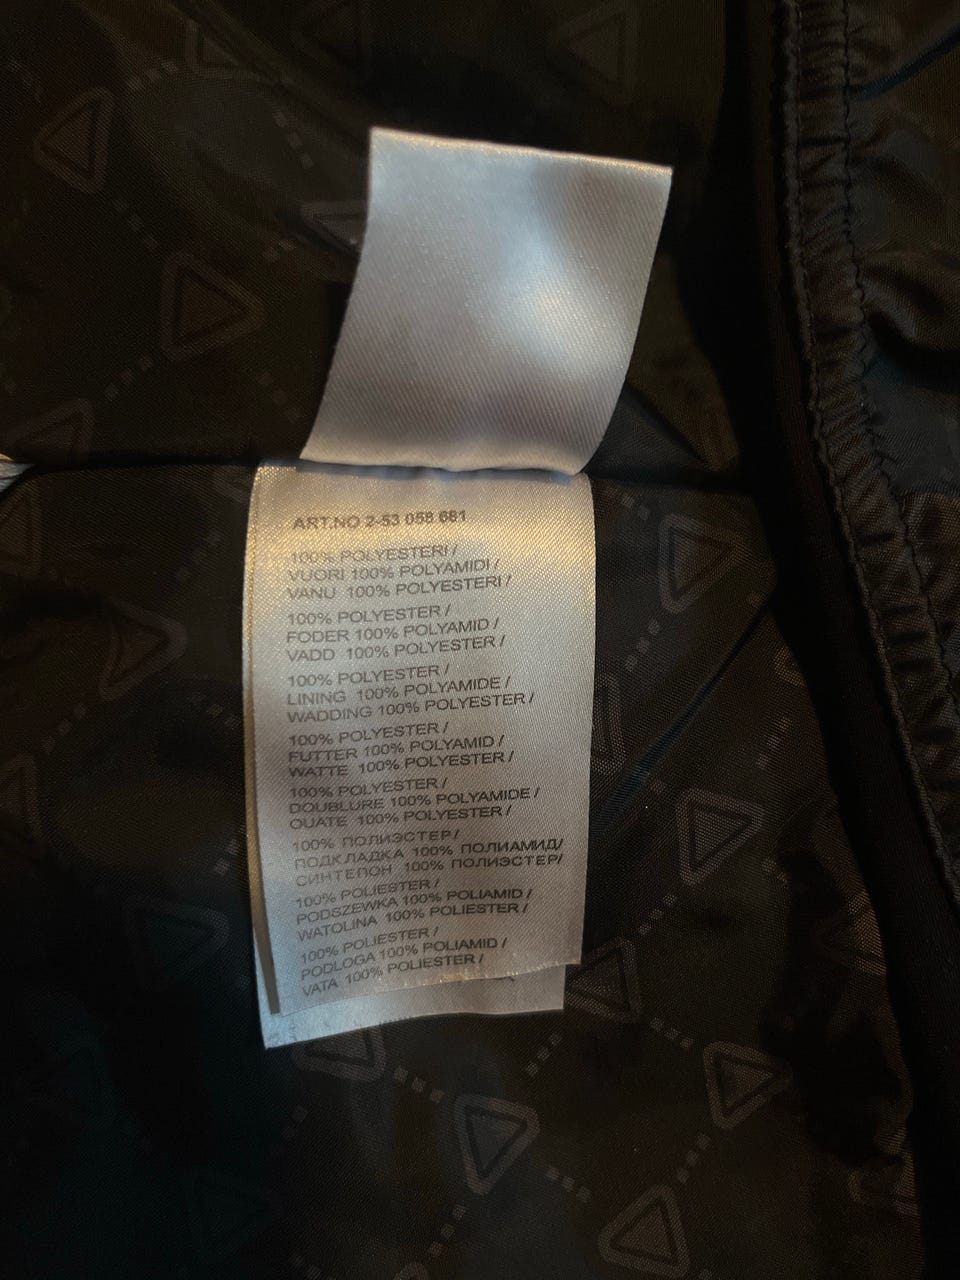 ART.NO 2-53 058 681
100% POLYESTERI /
VUORI 100% POLYAMIDI /
VANU 100% POLYESTERI /
100% POLYESTER /
FODER 100% POLYAMID /
VADD 100% POLYESTER /
100% POLYESTER /
LINING 100% POLYAMIDE /
WADDING 100% POLYESTER /
100% POLYESTER /
FUTTER 100% POLYAMID /
WATTE 100% POLYESTER /
100% POLYESTER /
DOUBLURE 100% POLYAMIDE /
OUATE 100% POLYESTER /
100% ПОЛИЭСТЕР/
ПОДКЛАДКА 100% ПОЛИАМИД/
СИНТЕПОН 100% ПОЛИЭСТЕР/
100% POLIESTER /
PODSZEWKA 100% POLIAMID /
WATOLINA 100% POLIESTER /
100% POLIESTER /
PODLOGA 100% POLIAMID /
VATA 100% POLIESTER /